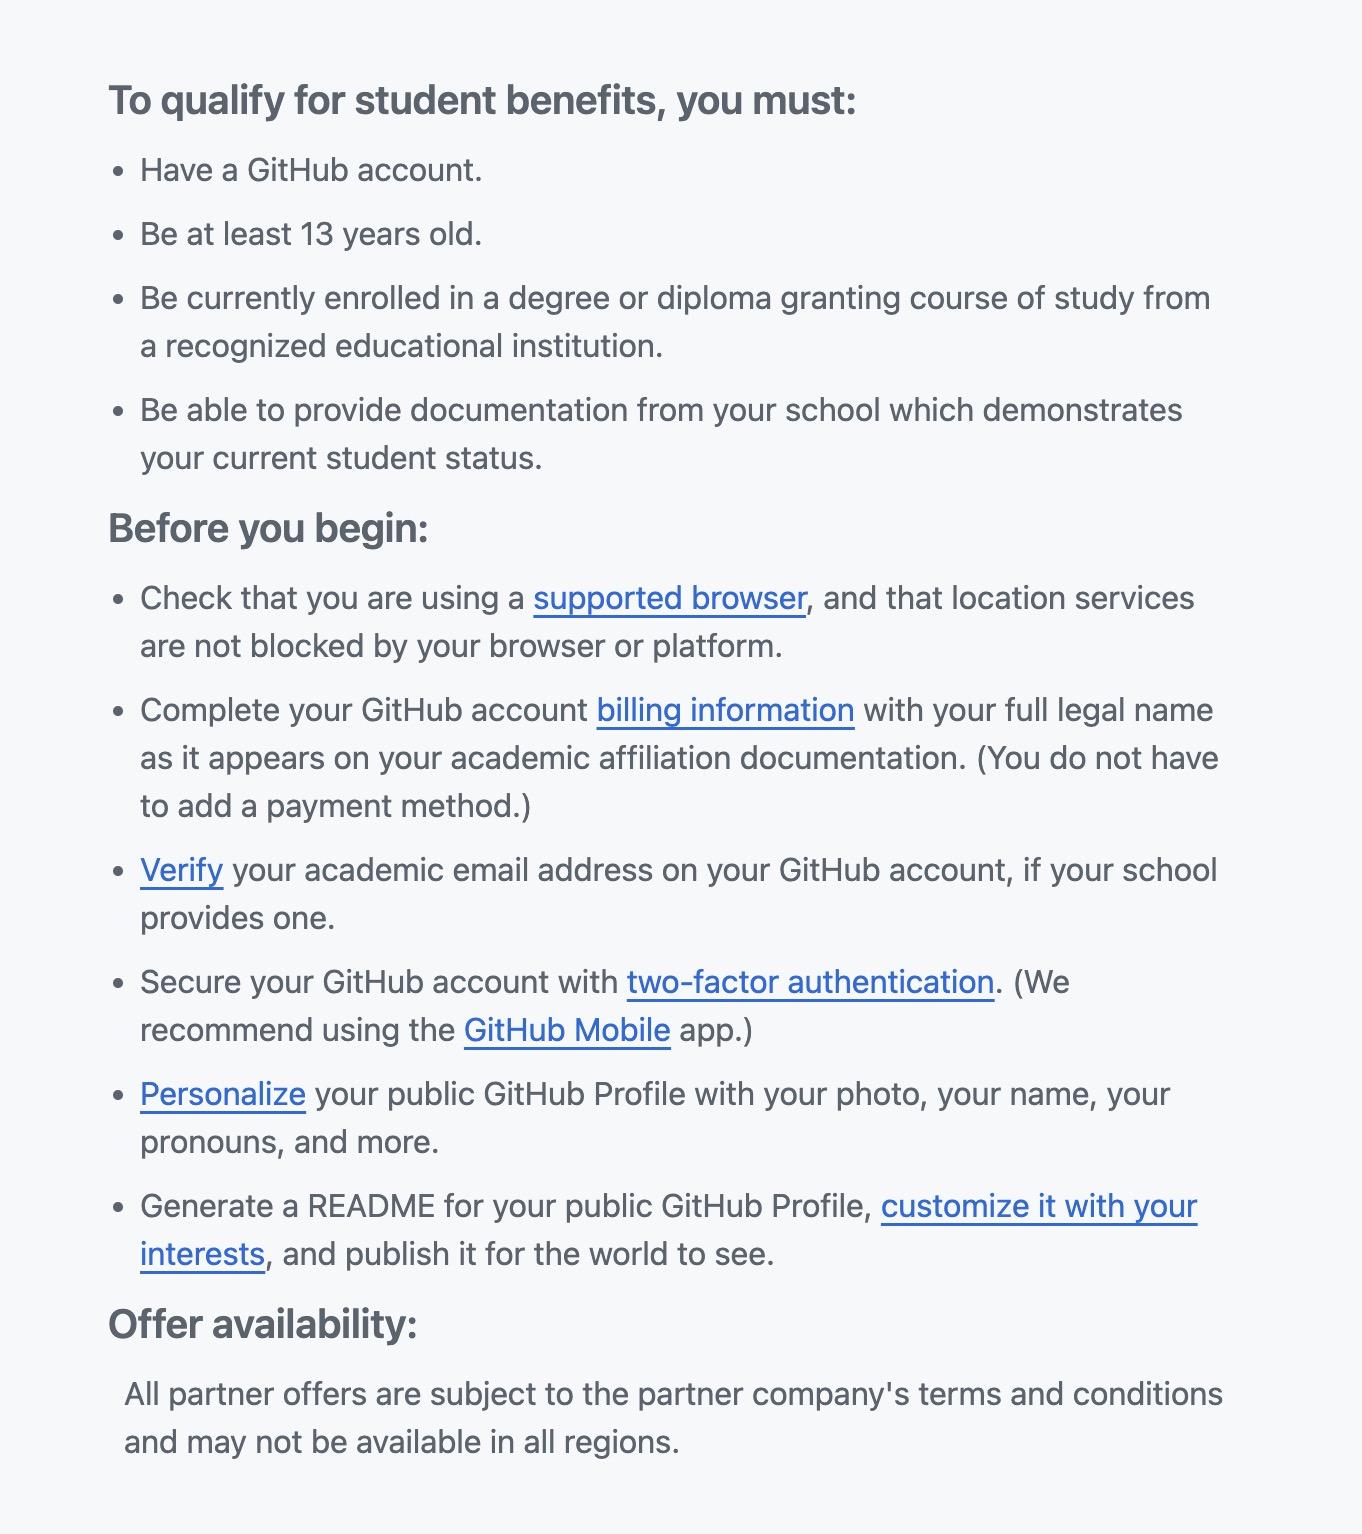 To qualify for student benefits, you must:
• Have a GitHub account.
• Be at least 13 years old.
• Be currently enrolled in a degree or diploma granting course of study from
a recognized educational institution.
• Be able to provide documentation from your school which demonstrates
your current student status.
Before you begin:
• Check that you are using a supported browser, and that location services
are not blocked by your browser or platform.
• Complete your GitHub account billing information with your full legal name
as it appears on your academic affiliation documentation. (You do not have
to add a payment method.)
• Verify your academic email address on your GitHub account, if your school
provides one.
• Secure your GitHub account with two-factor authentication. (We
recommend using the GitHub Mobile app.)
• Personalize your public GitHub Profile with your photo, your name, your
pronouns, and more.
• Generate a README for your public GitHub Profile, customize it with your
interests, and publish it for the world to see.
Offer availability:
All partner offers are subject to the partner company's terms and conditions
and may not be available in all regions.